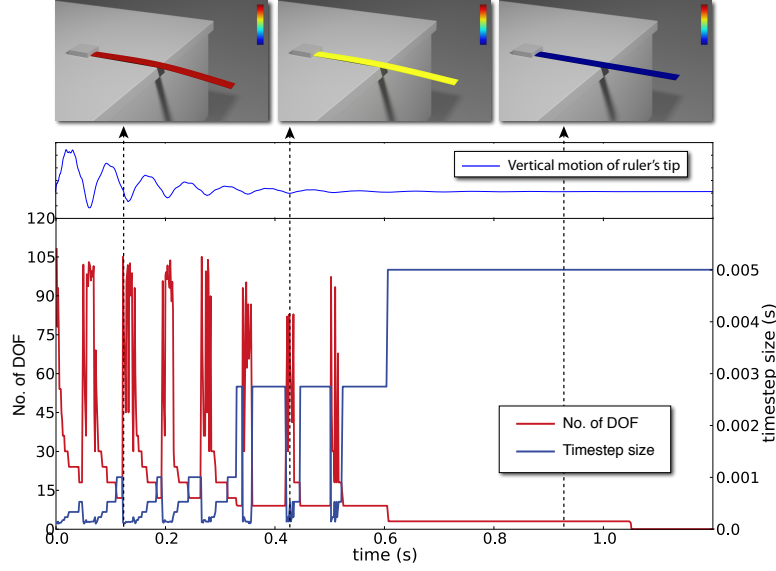 Vertical motion of ruler's tip
120
105
90
75
60
45
30
15
0
No. of DOF
0.005
0.004
0.003
0.002
0.001
0.0
timestep size (s)
No. of DOF
Timestep size
0.0 0.2 0.4 0.6 0.8 1.0
time (s)